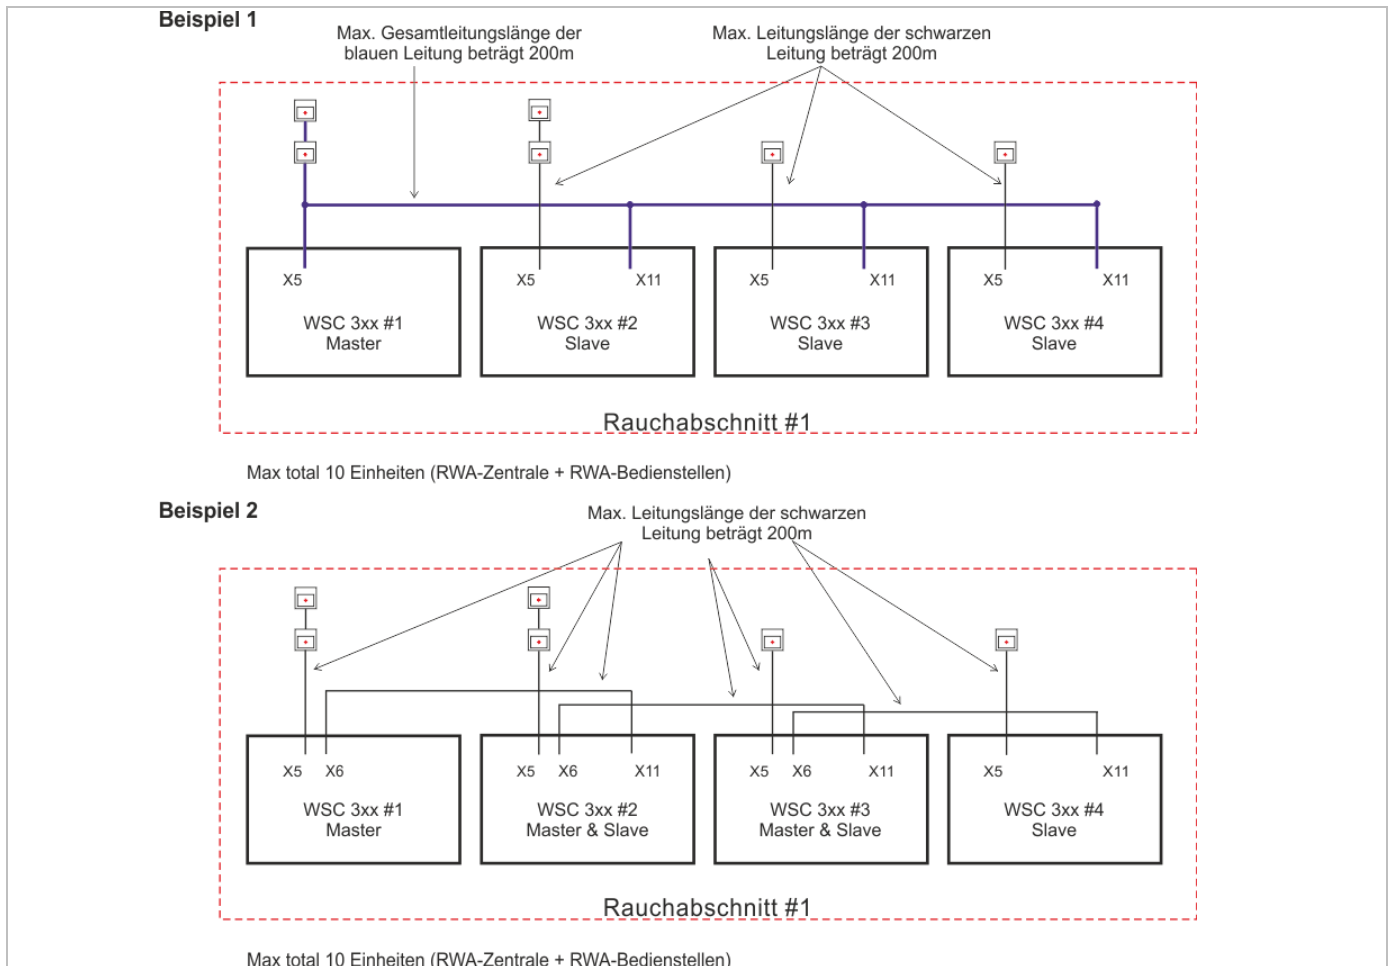 Beispiel 1
Max. Gesamtleitungslänge der
blauen Leitung beträgt 200m
Max. Leitungslänge der schwarzen
Leitung beträgt 200m
X5
X5
X11
X5
X11
X5
X11
WSC 3xx #1
Master
WSC 3xx #2
Slave
WSC 3xx #3
Slave
WSC 3xx #4
Slave
Rauchabschnitt #1
Max total 10 Einheiten (RWA-Zentrale + RWA-Bedienstellen)
Beispiel 2
Max. Leitungslänge der schwarzen
Leitung beträgt 200m
X5
X6
X5
X6
X11
X5
X6
X11
X5
X11
WSC 3xx #1
Master
WSC 3xx #2
Master & Slave
WSC 3xx #3
Master & Slave
WSC 3xx #4
Slave
Rauchabschnitt #1
Max total 10 Einheiten (RWA-Zentrale + RWA-Bedienstellen)